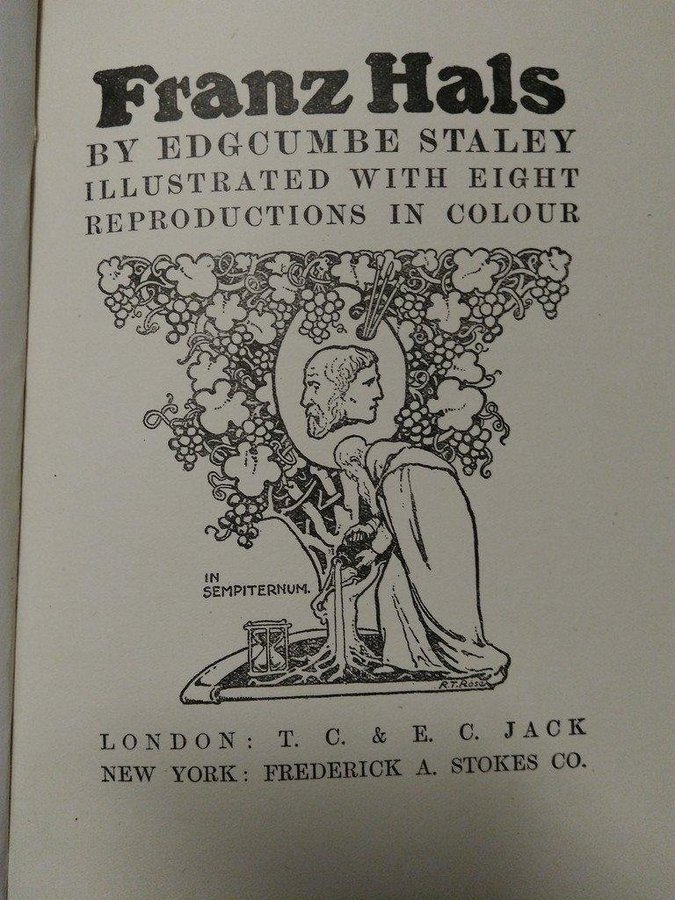 Franz Hals
BY EDGCUMBE STALEY
ILLUSTRATED WITH EIGHT
REPRODUCTIONS IN COLOUR
IN
SEMPITERNUM.
R.T. Rose
LONDON: T. C. & E. C. JACK
NEW YORK: FREDERICK A. STOKES CO.